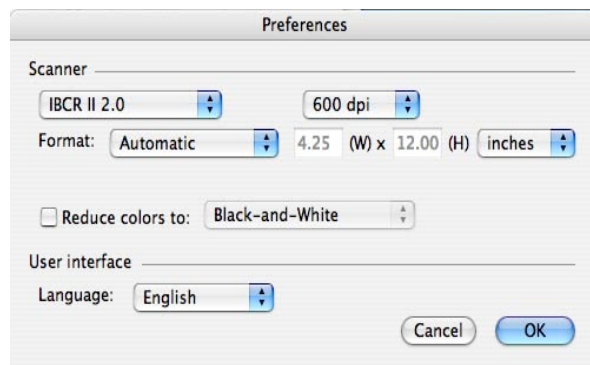 Preferences
Scanner
IBCR II 2.0 600 dpi
Format: Automatic 4.25 (W) x 12.00 (H) inches
Reduce colors to: Black-and-White
User interface
Language: English
Cancel OK